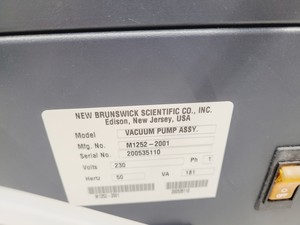 NEW BRUNSWICK SCIENTIFIC CO., INC.
Edison, New Jersey, USA
Model VACUUM PUMP ASSY.
Mfg. No. M1252-2001
Serial No. 200535110
Volts 230 Ph 1
Hertz 50 VA 181